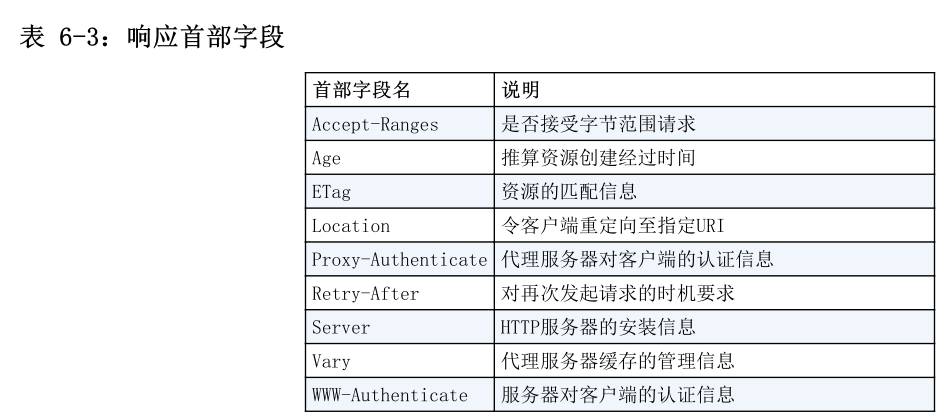 表 6-3：响应首部字段
首部字段名 说明
Accept-Ranges 是否接受字节范围请求
Age 推算资源创建经过时间
ETag 资源的匹配信息
Location 令客户端重定向至指定URI
Proxy-Authenticate 代理服务器对客户端的认证信息
Retry-After 对再次发起请求的时机要求
Server HTTP服务器的安装信息
Vary 代理服务器缓存的管理信息
WWW-Authenticate 服务器对客户端的认证信息